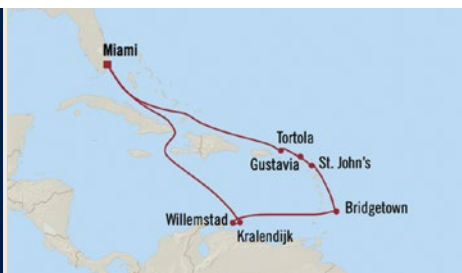 Miami
Tortola
Gustavia
St. John's
Bridgetown
Willemstad
Kralendijk